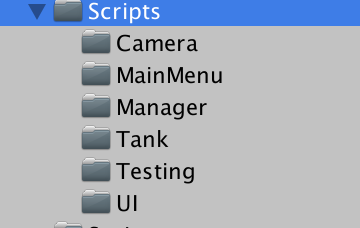 Scripts
Camera
MainMenu
Manager
Tank
Testing
UI